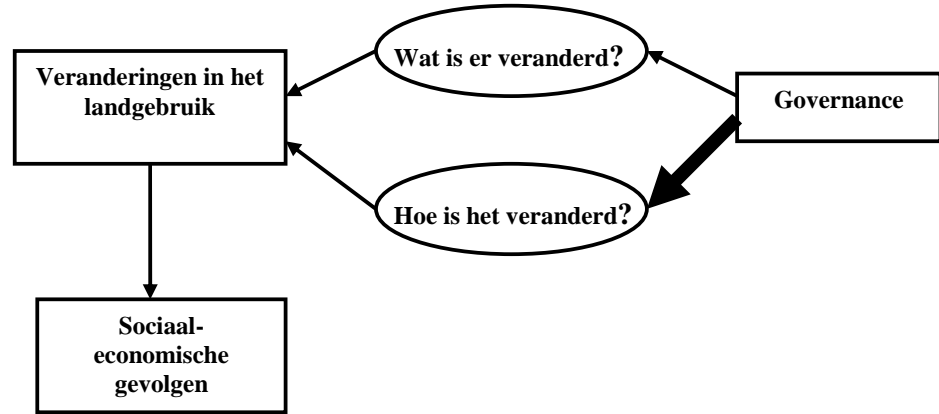 Wat is er veranderd?
Veranderingen in het
landgebruik
Governance
Hoe is het veranderd?
Sociaal-
economische
gevolgen